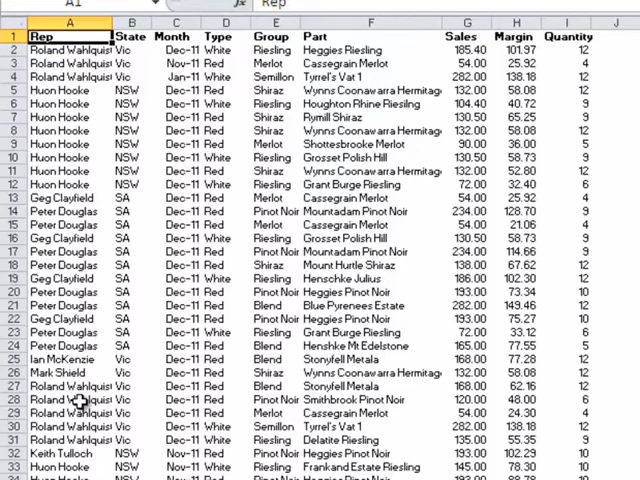 A1 fx Rep
A B C D E F G H I J
1 Rep State Month Type Group Part Sales Margin Quantity
2 Roland Wahlquist Vic Dec-11 White Riesling Heggies Riesling 185.40 101.97 12
3 Roland Wahlquist Vic Nov-11 Red Merlot Cassegrain Merlot 54.00 25.92 4
4 Roland Wahlquist Vic Jan-11 White Semillon Tyrrel's Vat 1 282.00 138.18 12
5 Huon Hooke NSW Dec-11 Red Shiraz Wynns Coonawarra Hermitage 132.00 58.08 12
6 Huon Hooke NSW Dec-11 White Riesling Houghton Rhine Riesilng 104.40 40.72 9
7 Huon Hooke NSW Dec-11 Red Shiraz Rymill Shiraz 130.50 65.25 9
8 Huon Hooke NSW Dec-11 Red Shiraz Wynns Coonawarra Hermitage 132.00 58.08 12
9 Huon Hooke NSW Dec-11 Red Merlot Shottesbrooke Merlot 90.00 36.00 5
10 Huon Hooke NSW Dec-11 White Riesling Grosset Polish Hill 130.50 58.73 9
11 Huon Hooke NSW Dec-11 Red Shiraz Wynns Coonawarra Hermitage 132.00 52.80 12
12 Huon Hooke NSW Dec-11 White Riesling Grant Burge Riesling 72.00 32.40 6
13 Geg Clayfield SA Dec-11 Red Merlot Cassegrain Merlot 54.00 25.92 4
14 Peter Douglas SA Dec-11 Red Pinot Noir Mountadam Pinot Noir 234.00 128.70 9
15 Peter Douglas SA Dec-11 Red Merlot Cassegrain Merlot 54.00 21.06 4
16 Geg Clayfield SA Dec-11 White Riesling Grosset Polish Hill 130.50 58.73 9
17 Peter Douglas SA Dec-11 Red Pinot Noir Mountadam Pinot Noir 234.00 114.66 9
18 Peter Douglas SA Dec-11 Red Shiraz Mount Hurtle Shiraz 138.00 67.62 12
19 Geg Clayfield SA Dec-11 White Riesling Henschke Julius 186.00 102.30 12
20 Peter Douglas SA Dec-11 Red Pinot Noir Heggies Pinot Noir 193.00 73.34 10
21 Peter Douglas SA Dec-11 Red Blend Blue Pyrenees Estate 282.00 149.46 12
22 Geg Clayfield SA Dec-11 Red Pinot Noir Heggies Pinot Noir 193.00 75.27 10
23 Peter Douglas SA Dec-11 White Riesling Grant Burge Riesling 72.00 33.12 6
24 Peter Douglas SA Dec-11 Red Blend Henshke Mt Edelstone 165.00 77.55 10
25 Ian McKenzie Vic Dec-11 Red Blend Stonyfell Metala 168.00 77.28 12
26 Mark Shield Vic Dec-11 Red Shiraz Wynns Coonawarra Hermitage 132.00 58.08 12
27 Roland Wahlquist Vic Dec-11 Red Blend Stonyfell Metala 168.00 62.16 12
28 Roland Wahlquist Vic Dec-11 Red Pinot Noir Smithbrook Pinot Noir 120.00 48.00 6
29 Roland Wahlquist Vic Dec-11 Red Merlot Cassegrain Merlot 54.00 24.30 4
30 Roland Wahlquist Vic Dec-11 White Semillon Tyrrel's Vat 1 282.00 138.18 12
31 Roland Wahlquist Vic Dec-11 White Riesling Delatite Riesling 135.00 55.35 9
32 Keith Tulloch NSW Nov-11 Red Pinot Noir Heggies Pinot Noir 193.00 102.29 10
33 Huon Hooke NSW Nov-11 White Riesling Frankland Estate Riesling 145.00 78.30 10
34 Huon Hooke NSW Nov-11 Red Pinot Noir Heggies Pinot Noir 193.00 88.78 10